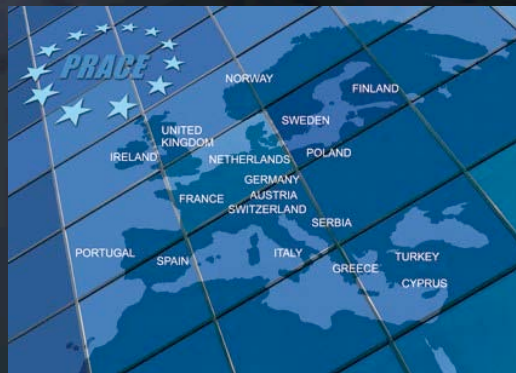 PRACE
NORWAY
FINLAND
SWEDEN
UNITED
KINGDOM
IRELAND
NETHERLANDS
POLAND
GERMANY
FRANCE
AUSTRIA
SWITZERLAND
SERBIA
PORTUGAL
SPAIN
ITALY
GREECE
TURKEY
CYPRUS